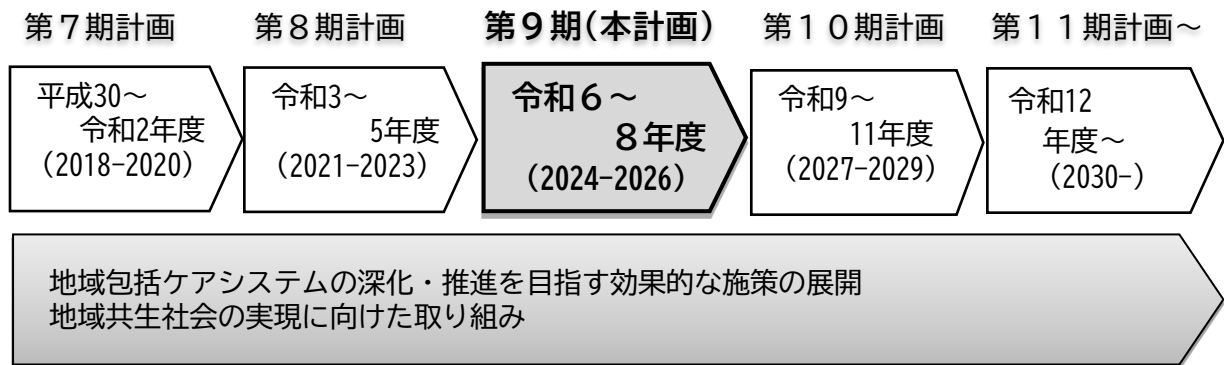 第７期計画
第８期計画
第９期(本計画)
第１０期計画
第１１期計画～
平成30～
令和2年度
(2018-2020)
令和3～
5年度
(2021-2023)
令和６～
８年度
(2024-2026)
令和9～
11年度
(2027-2029)
令和12
年度～
(2030-)
地域包括ケアシステムの深化・推進を目指す効果的な施策の展開
地域共生社会の実現に向けた取り組み